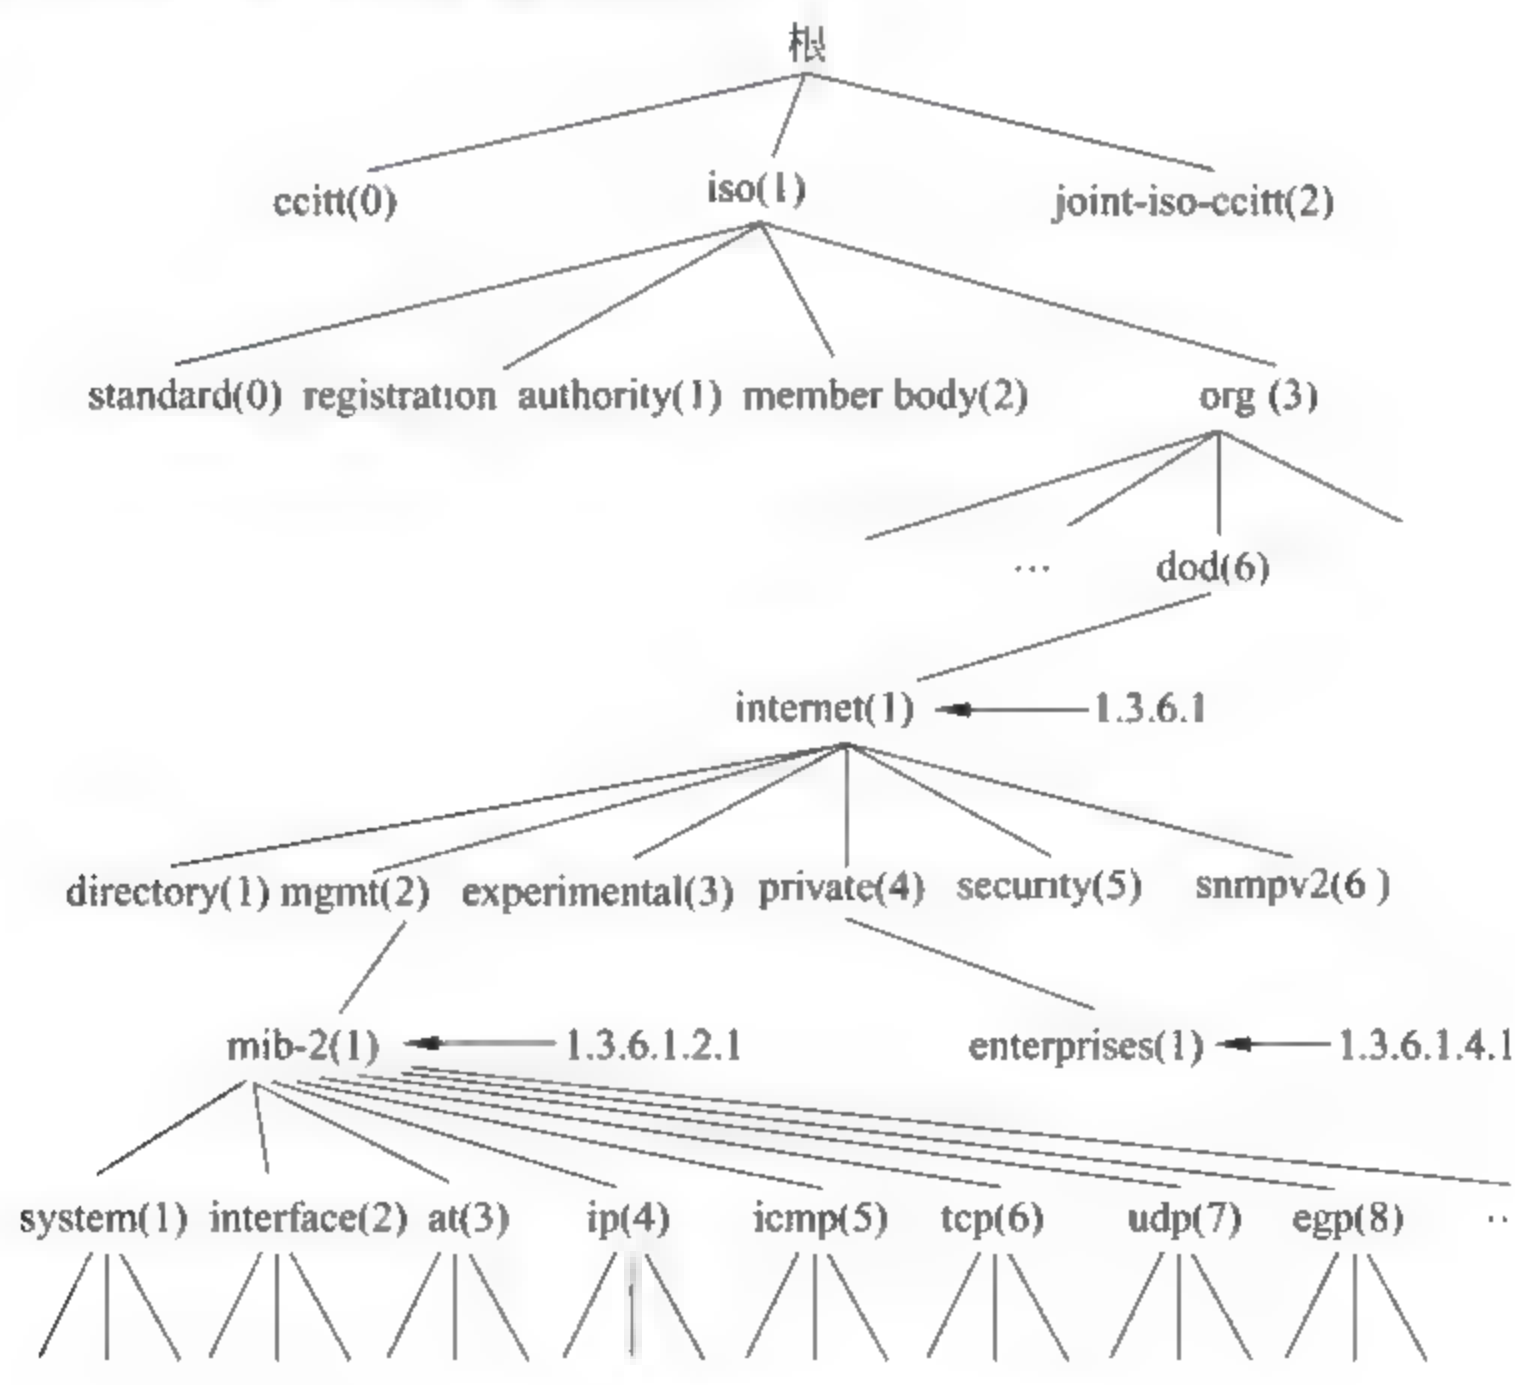 根
ccitt(0) iso(1) joint-iso-ccitt(2)
standard(0) registration authority(1) member body(2) org (3)
... dod(6)
internet(1) 1.3.6.1
directory(1) mgmt(2) experimental(3) private(4) security(5) snmpv2(6 )
mib-2(1) 1.3.6.1.2.1 enterprises(1) 1.3.6.1.4.1
system(1) interface(2) at(3) ip(4) icmp(5) tcp(6) udp(7) egp(8) ..